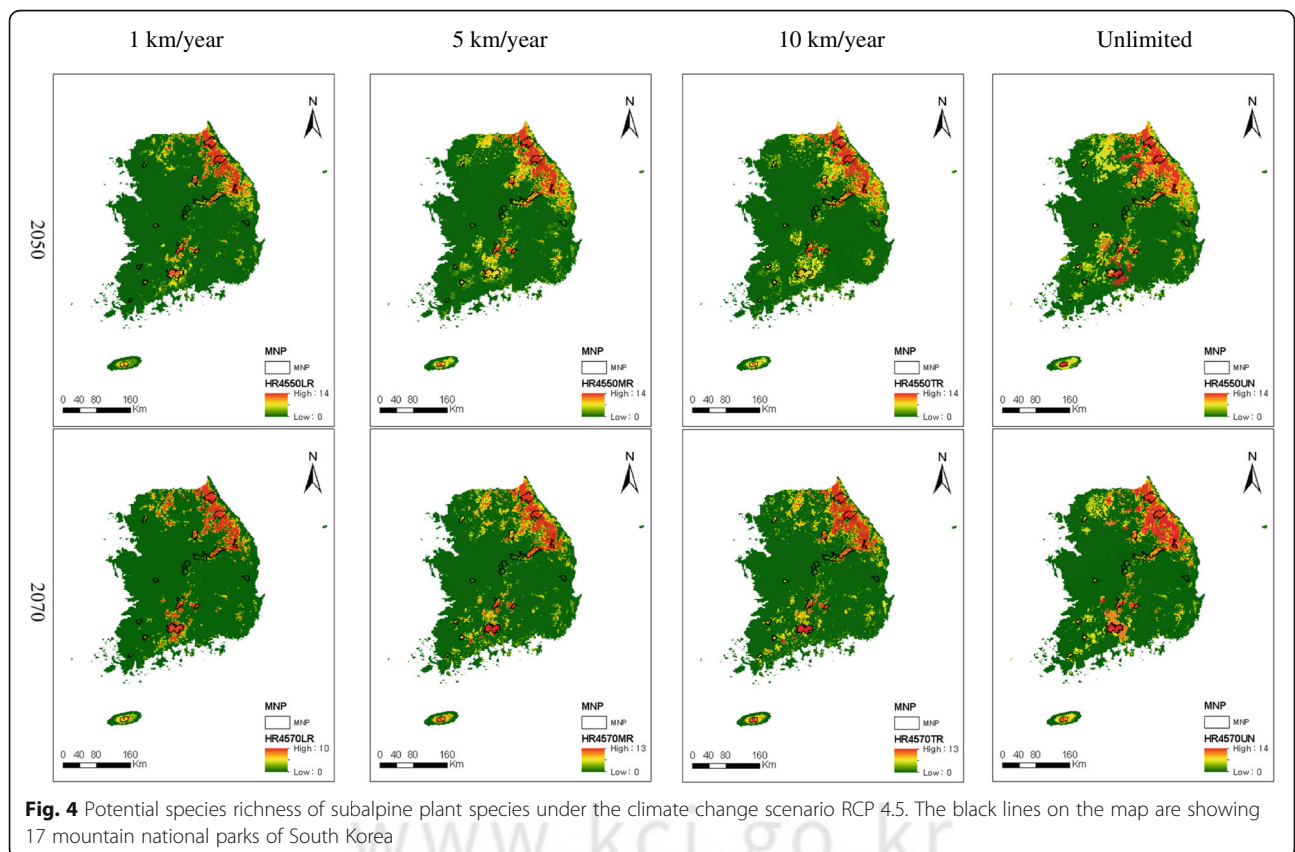 1 km/year
5 km/year
10 km/year
Unlimited
2050
N
MNP
MNP
HR4550LR
High : 14
Low : 0
0 40 80 160
Km
N
MNP
MNP
HR4550MR
High : 14
Low : 0
0 40 80 160
Km
N
MNP
MNP
HR4550TR
High : 14
Low : 0
0 40 80 160
Km
N
MNP
MNP
HR4550UN
High : 14
Low : 0
0 40 80 160
Km
2070
N
MNP
MNP
HR4570LR
High : 10
Low : 0
0 40 80 160
Km
N
MNP
MNP
HR4570MR
High : 13
Low : 0
0 40 80 160
Km
N
MNP
MNP
HR4570TR
High : 13
Low : 0
0 40 80 160
Km
N
MNP
MNP
HR4570UN
High : 14
Low : 0
0 40 80 160
Km
Fig. 4 Potential species richness of subalpine plant species under the climate change scenario RCP 4.5. The black lines on the map are showing
17 mountain national parks of South Korea
www.kci.go.kr